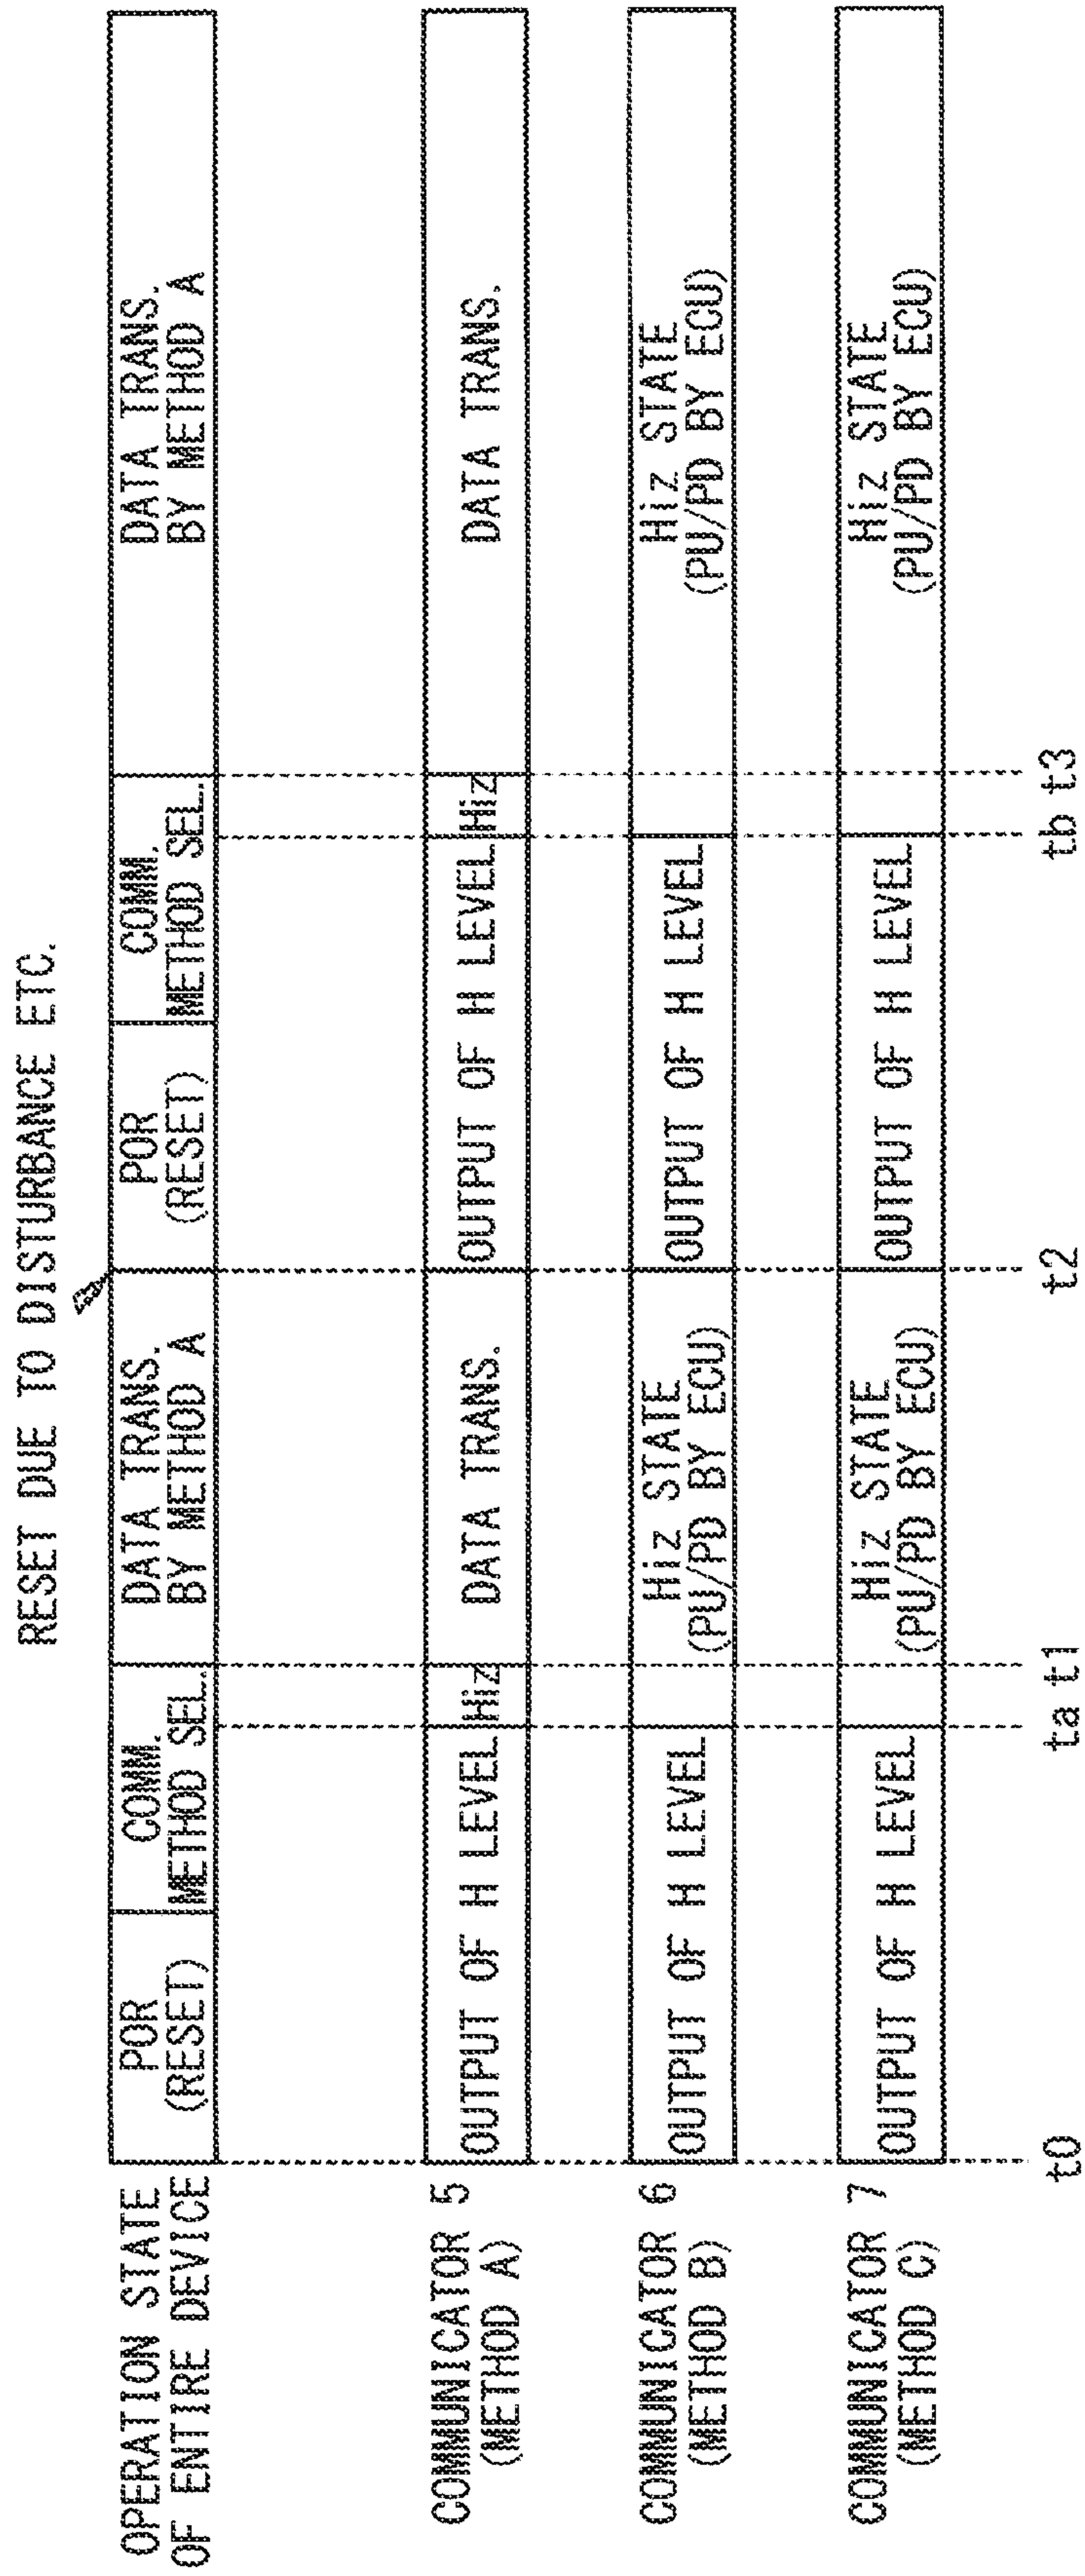 RESET DUE TO DISTURBANCE ETC.
OPERATION STATE
OF ENTIRE DEVICE
POR
(RESET)
COMM.
METHOD SEL.
DATA TRANS.
BY METHOD A
POR
(RESET)
COMM.
METHOD SEL.
DATA TRANS.
BY METHOD A
COMMUNICATOR 5
(METHOD A)
OUTPUT OF H LEVEL
Hiz
DATA TRANS.
OUTPUT OF H LEVEL
Hiz
DATA TRANS.
COMMUNICATOR 6
(METHOD B)
OUTPUT OF H LEVEL
Hiz STATE
(PU/PD BY ECU)
OUTPUT OF H LEVEL
Hiz STATE
(PU/PD BY ECU)
COMMUNICATOR 7
(METHOD C)
OUTPUT OF H LEVEL
Hiz STATE
(PU/PD BY ECU)
OUTPUT OF H LEVEL
Hiz STATE
(PU/PD BY ECU)
t0
ta t1
t2
tb t3